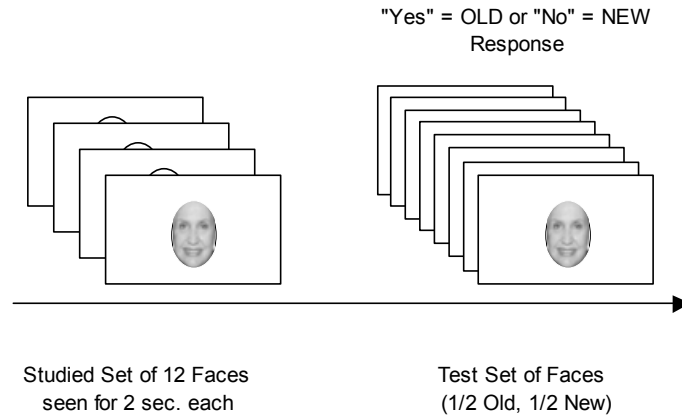 "Yes" = OLD or "No" = NEW
Response
Studied Set of 12 Faces
seen for 2 sec. each
Test Set of Faces
(1/2 Old, 1/2 New)